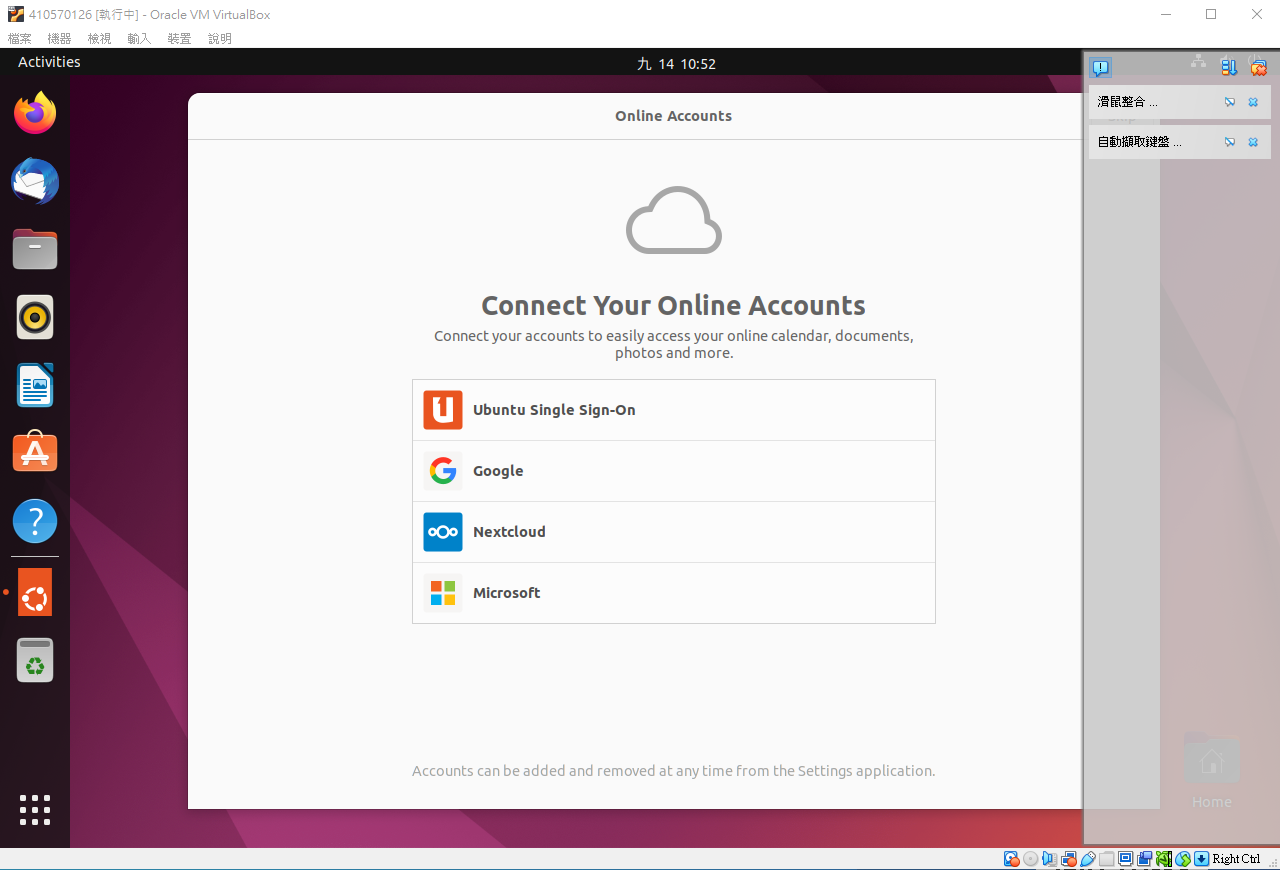 410570126 [執行中] - Oracle VM VirtualBox
檔案 機器 檢視 輸入 裝置 說明
Activities
九 14 10:52
滑鼠整合 ...
自動擷取鍵盤 ...
Online Accounts
Skip
Connect Your Online Accounts
Connect your accounts to easily access your online calendar, documents,
photos and more.
Ubuntu Single Sign-On
Google
Nextcloud
Microsoft
Accounts can be added and removed at any time from the Settings application.
Home
Right Ctrl